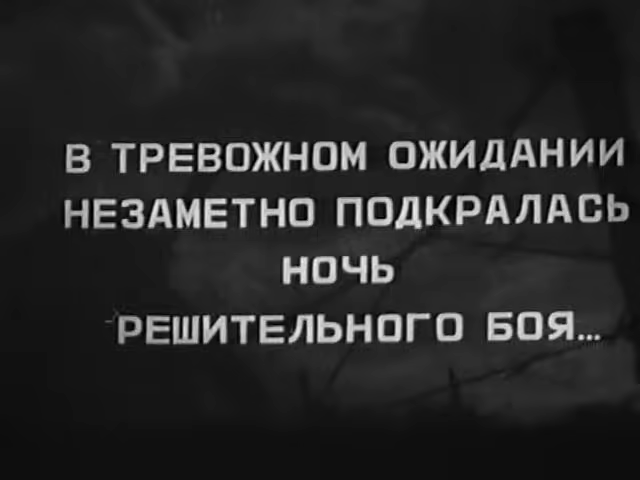 В ТРЕВОЖНОМ ОЖИДАНИИ
НЕЗАМЕТНО ПОДКРАЛАСЬ
НОЧЬ
РЕШИТЕЛЬНОГО БОЯ...